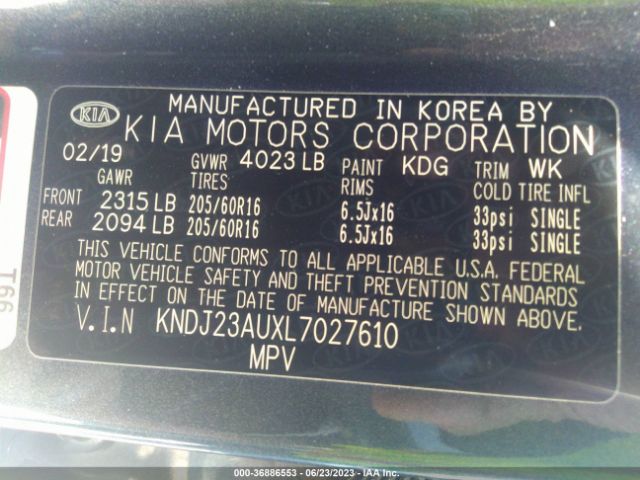 KIA
MANUFACTURED IN KOREA BY
KIA MOTORS CORPORATION
02/19 GVWR 4023 LB PAINT KDG TRIM WK
GAWR TIRES RIMS COLD TIRE INFL
FRONT 2315 LB 205/60R16 6.5Jx16 33psi SINGLE
REAR 2094 LB 205/60R16 6.5Jx16 33psi SINGLE
THIS VEHICLE CONFORMS TO ALL APPLICABLE U.S.A. FEDERAL
MOTOR VEHICLE SAFETY AND THEFT PREVENTION STANDARDS
IN EFFECT ON THE DATE OF MANUFACTURE SHOWN ABOVE.
V.I.N KNDJ23AUXL7027610
MPV
T66
000-36886553 - 06/23/2023 - IAA Inc.